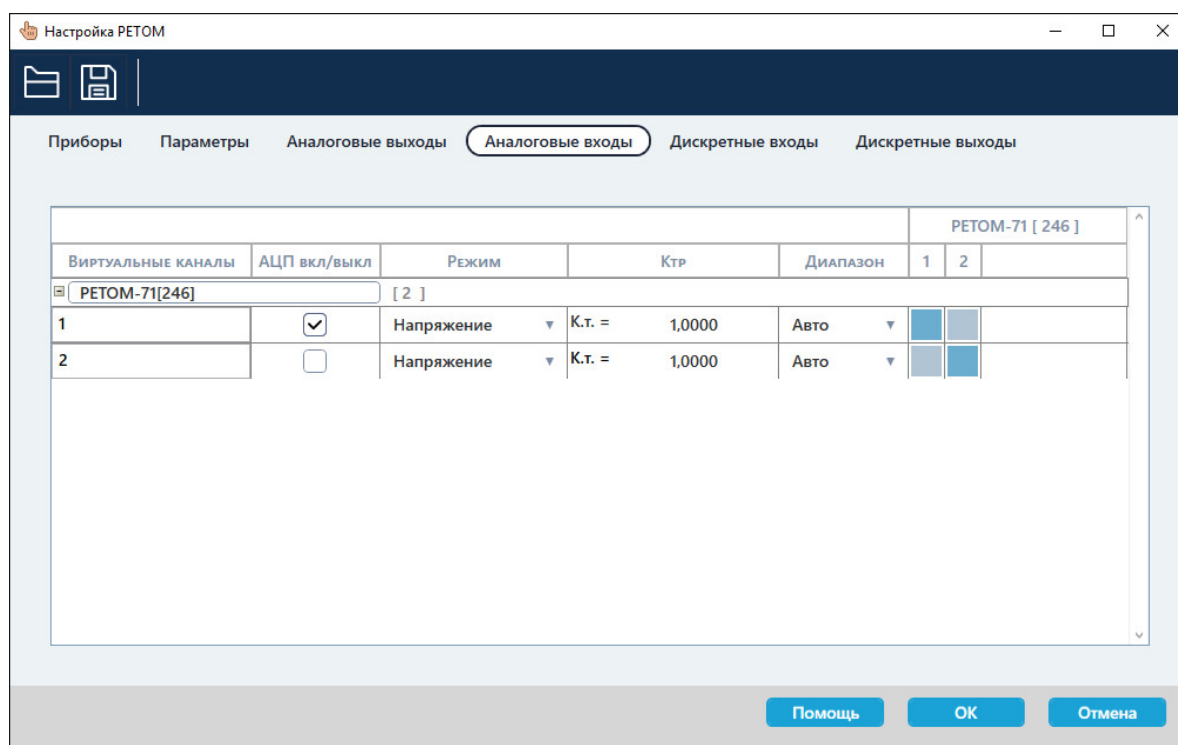 Настройка РЕТОМ
Приборы Параметры Аналоговые выходы Аналоговые входы Дискретные входы Дискретные выходы
РЕТОМ-71 [ 246 ]
Виртуальные каналы АЦП вкл/выкл Режим Ктр Диапазон 1 2
РЕТОМ-71[246] [ 2 ]
1 Напряжение К.т. = 1,0000 Авто
2 Напряжение К.т. = 1,0000 Авто
Помощь ОК Отмена